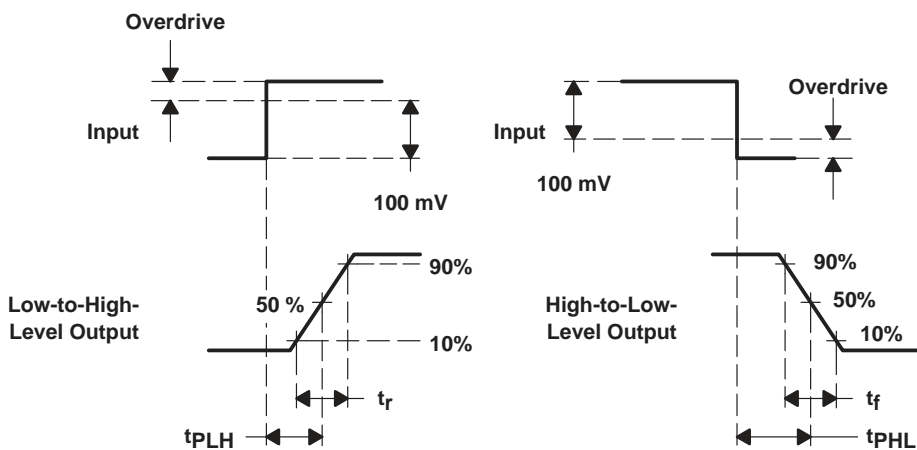 Overdrive
Input
100 mV
Overdrive
Input
100 mV
Low-to-High-
Level Output
90%
50 %
10%
tr
tPLH
High-to-Low-
Level Output
90%
50%
10%
tf
tPHL